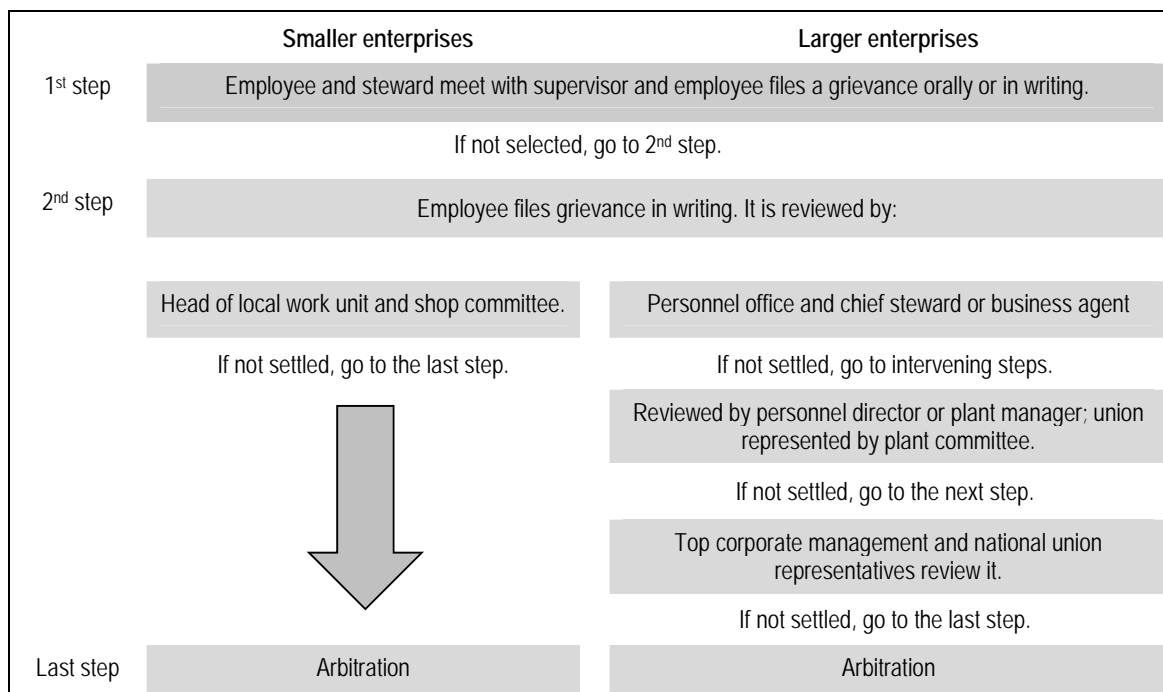 Smaller enterprises Larger enterprises
1st step Employee and steward meet with supervisor and employee files a grievance orally or in writing.
If not selected, go to 2nd step.
2nd step Employee files grievance in writing. It is reviewed by:
Head of local work unit and shop committee. Personnel office and chief steward or business agent
If not settled, go to the last step. If not settled, go to intervening steps.
Reviewed by personnel director or plant manager; union
represented by plant committee.
If not settled, go to the next step.
Top corporate management and national union
representatives review it.
If not settled, go to the last step.
Last step Arbitration Arbitration